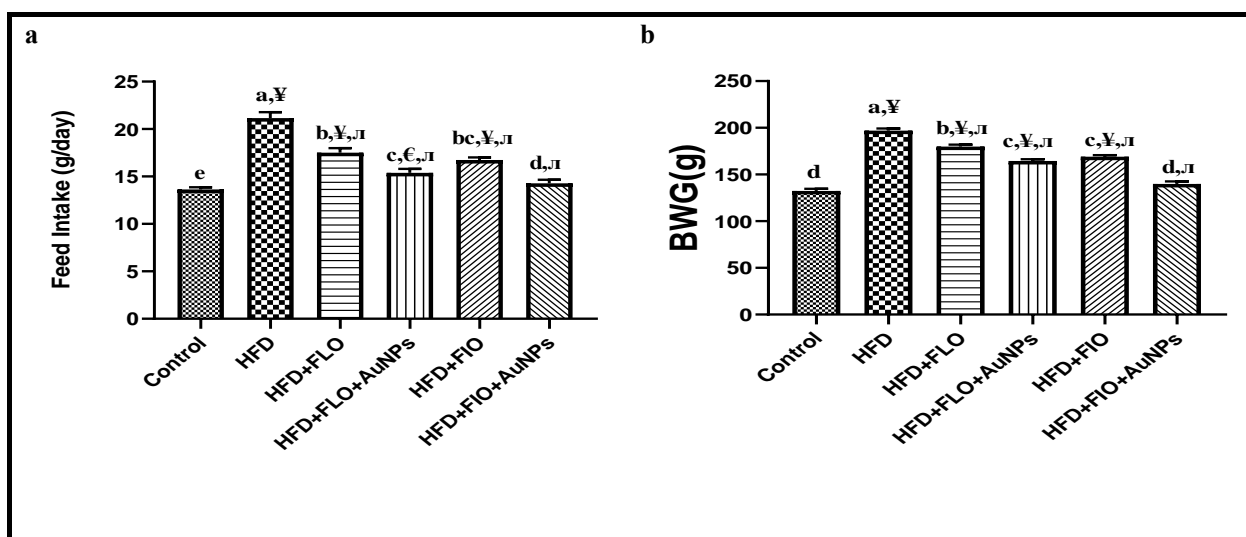 a
Feed Intake (g/day)
25
20
15
10
5
0
e
a,¥
b,¥,л
c,€,л
bc,¥,л
d,л
Control
HFD
HFD+FLO
HFD+FLO+AuNPs
HFD+FIO
HFD+FIO+AuNPs
b
BWG(g)
250
200
150
100
50
0
d
a,¥
b,¥,л
c,¥,л
c,¥,л
d,л
Control
HFD
HFD+FLO
HFD+FLO+AuNPs
HFD+FIO
HFD+FIO+AuNPs